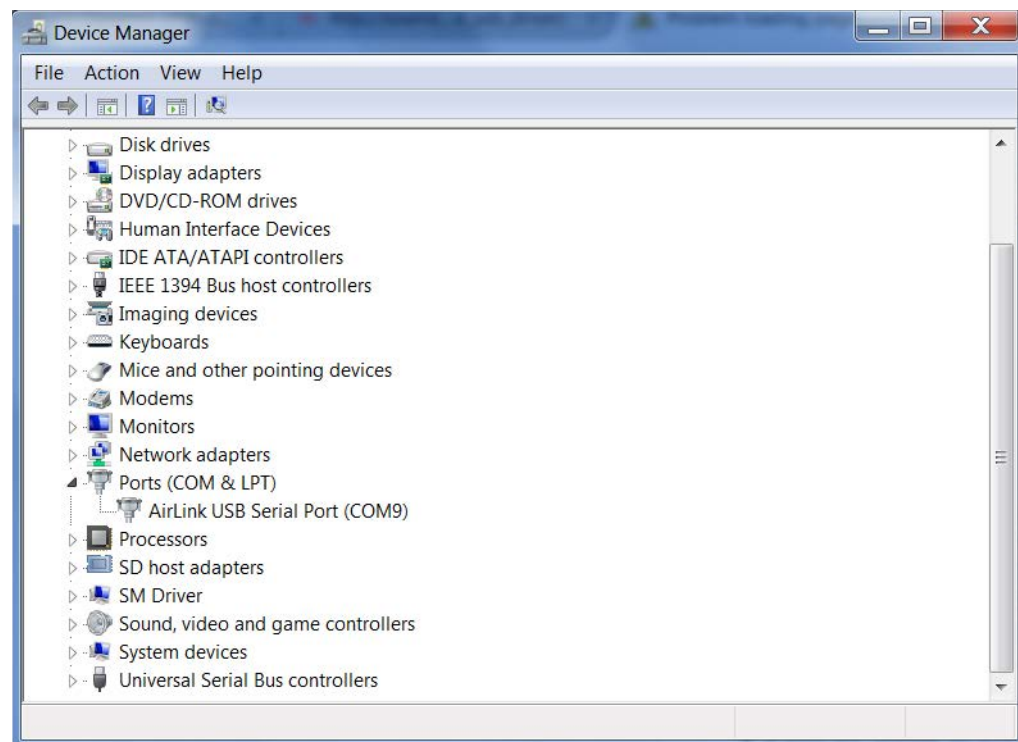 Device Manager
File Action View Help
Disk drives
Display adapters
DVD/CD-ROM drives
Human Interface Devices
IDE ATA/ATAPI controllers
IEEE 1394 Bus host controllers
Imaging devices
Keyboards
Mice and other pointing devices
Modems
Monitors
Network adapters
Ports (COM & LPT)
AirLink USB Serial Port (COM9)
Processors
SD host adapters
SM Driver
Sound, video and game controllers
System devices
Universal Serial Bus controllers